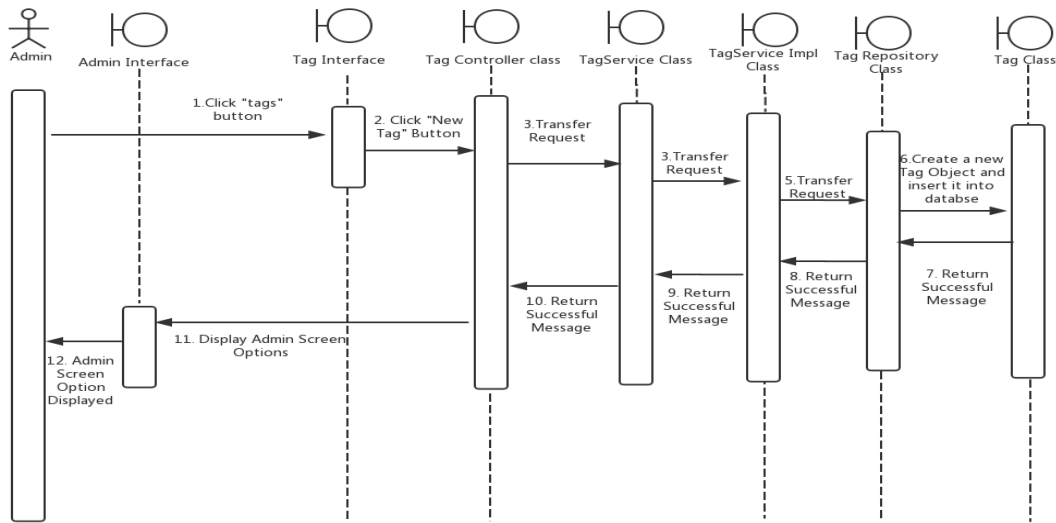 Admin
Admin Interface
Tag Interface
Tag Controller class
TagService Class
TagService Impl
Class
Tag Repository
Class
Tag Class
1.Click "tags"
button
2. Click "New
Tag" Button
3.Transfer
Request
3.Transfer
Request
5.Transfer
Request
6.Create a new
Tag Object and
insert it into
databse
7. Return
Successful
Message
8. Return
Successful
Message
9. Return
Successful
Message
10. Return
Successful
Message
11. Display Admin Screen
Options
12. Admin
Screen
Option
Displayed